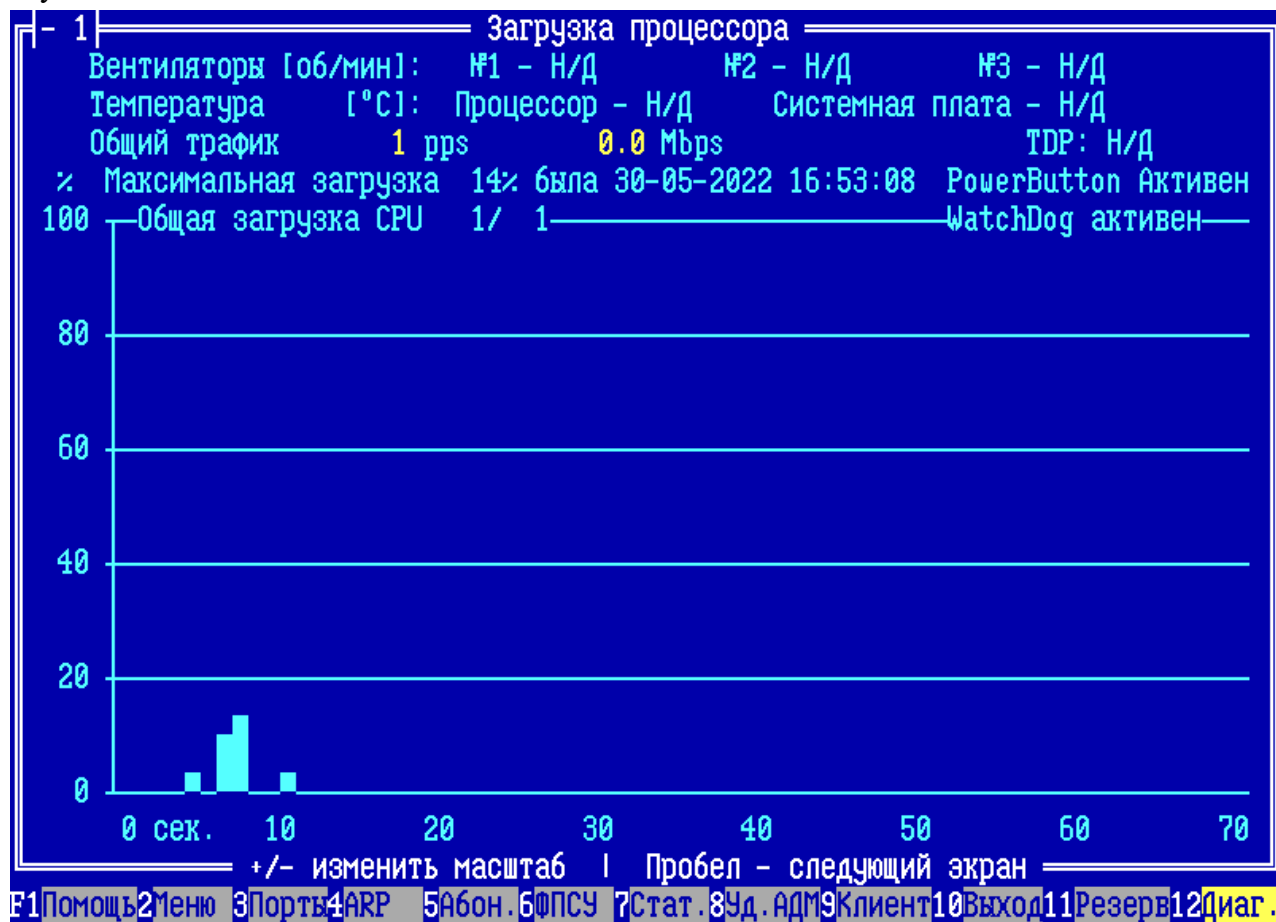 - 1 Загрузка процессора
Вентиляторы [об/мин]: №1 - Н/Д №2 - Н/Д №3 - Н/Д
Температура [°C]: Процессор - Н/Д Системная плата - Н/Д
Общий трафик 1 pps 0.0 Mbps TDP: Н/Д
% Максимальная загрузка 14% была 30-05-2022 16:53:08 PowerButton Активен
100 Общая загрузка CPU 1/ 1 WatchDog активен
80
60
40
20
0
0 сек. 10 20 30 40 50 60 70
+/- изменить масштаб | Пробел - следующий экран
F1Помощь2Меню 3Порты4ARP 5Абон.6ФПСУ 7Стат.8Уд.АДМ9Клиент10Выход11Резерв12Диаг.